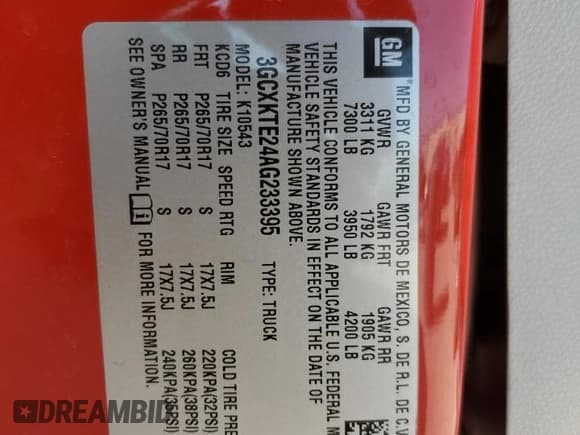 GM
MFD BY GENERAL MOTORS DE MEXICO, S. DE R.L. DE C.V
GVWR GAWR FRT GAWR RR
3311 KG 1792 KG 1905 KG
7300 LB 3950 LB 4200 LB
THIS VEHICLE CONFORMS TO ALL APPLICABLE U.S. FEDERAL M
VEHICLE SAFETY STANDARDS IN EFFECT ON THE DATE OF
MANUFACTURE SHOWN ABOVE.
3GCXKTE24AG233395 TYPE: TRUCK
MODEL: K10543
KC06 TIRE SIZE SPEED RTG RIM COLD TIRE PRE
FRT P265/70R17 S 17X7.5J 220KPA(32PSI)
RR P265/70R17 S 17X7.5J 260KPA(38PSI)
SPA P265/70R17 S 17X7.5J 240KPA(35PSI)
SEE OWNER'S MANUAL FOR MORE INFORMATION.
DREAMBID